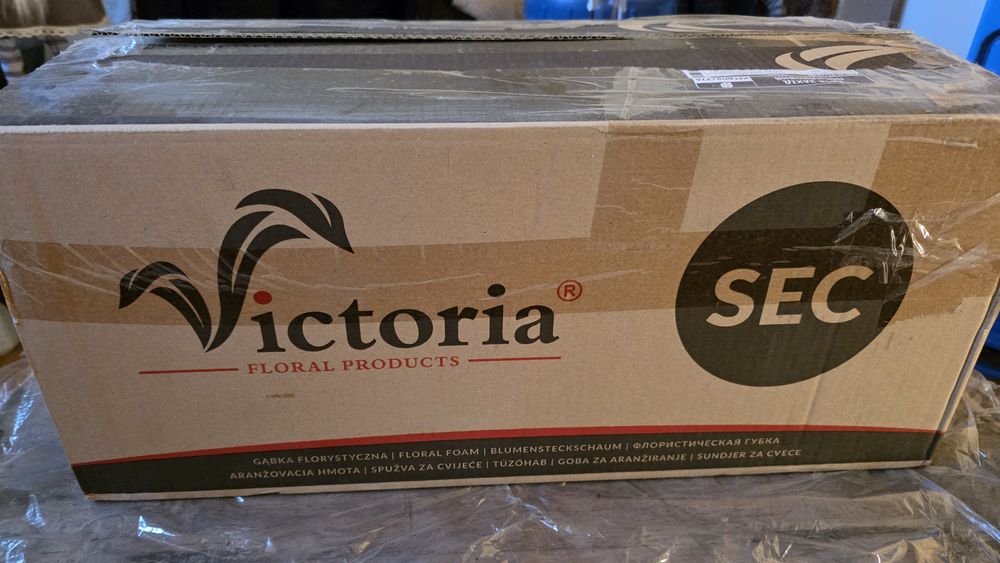 Victoria®
FLORAL PRODUCTS
SEC
GĄBKA FLORYSTYCZNA | FLORAL FOAM | BLUMENSTECKSCHAUM | ФЛОРИСТИЧЕСКАЯ ГУБКА
ARANŽOVACIA HMOTA | SPUŽVA ZA CVIJEĆE | TŰZŐHAB | GOBA ZA ARANŽIRANJE | SUNDJER ZA CVEĆE